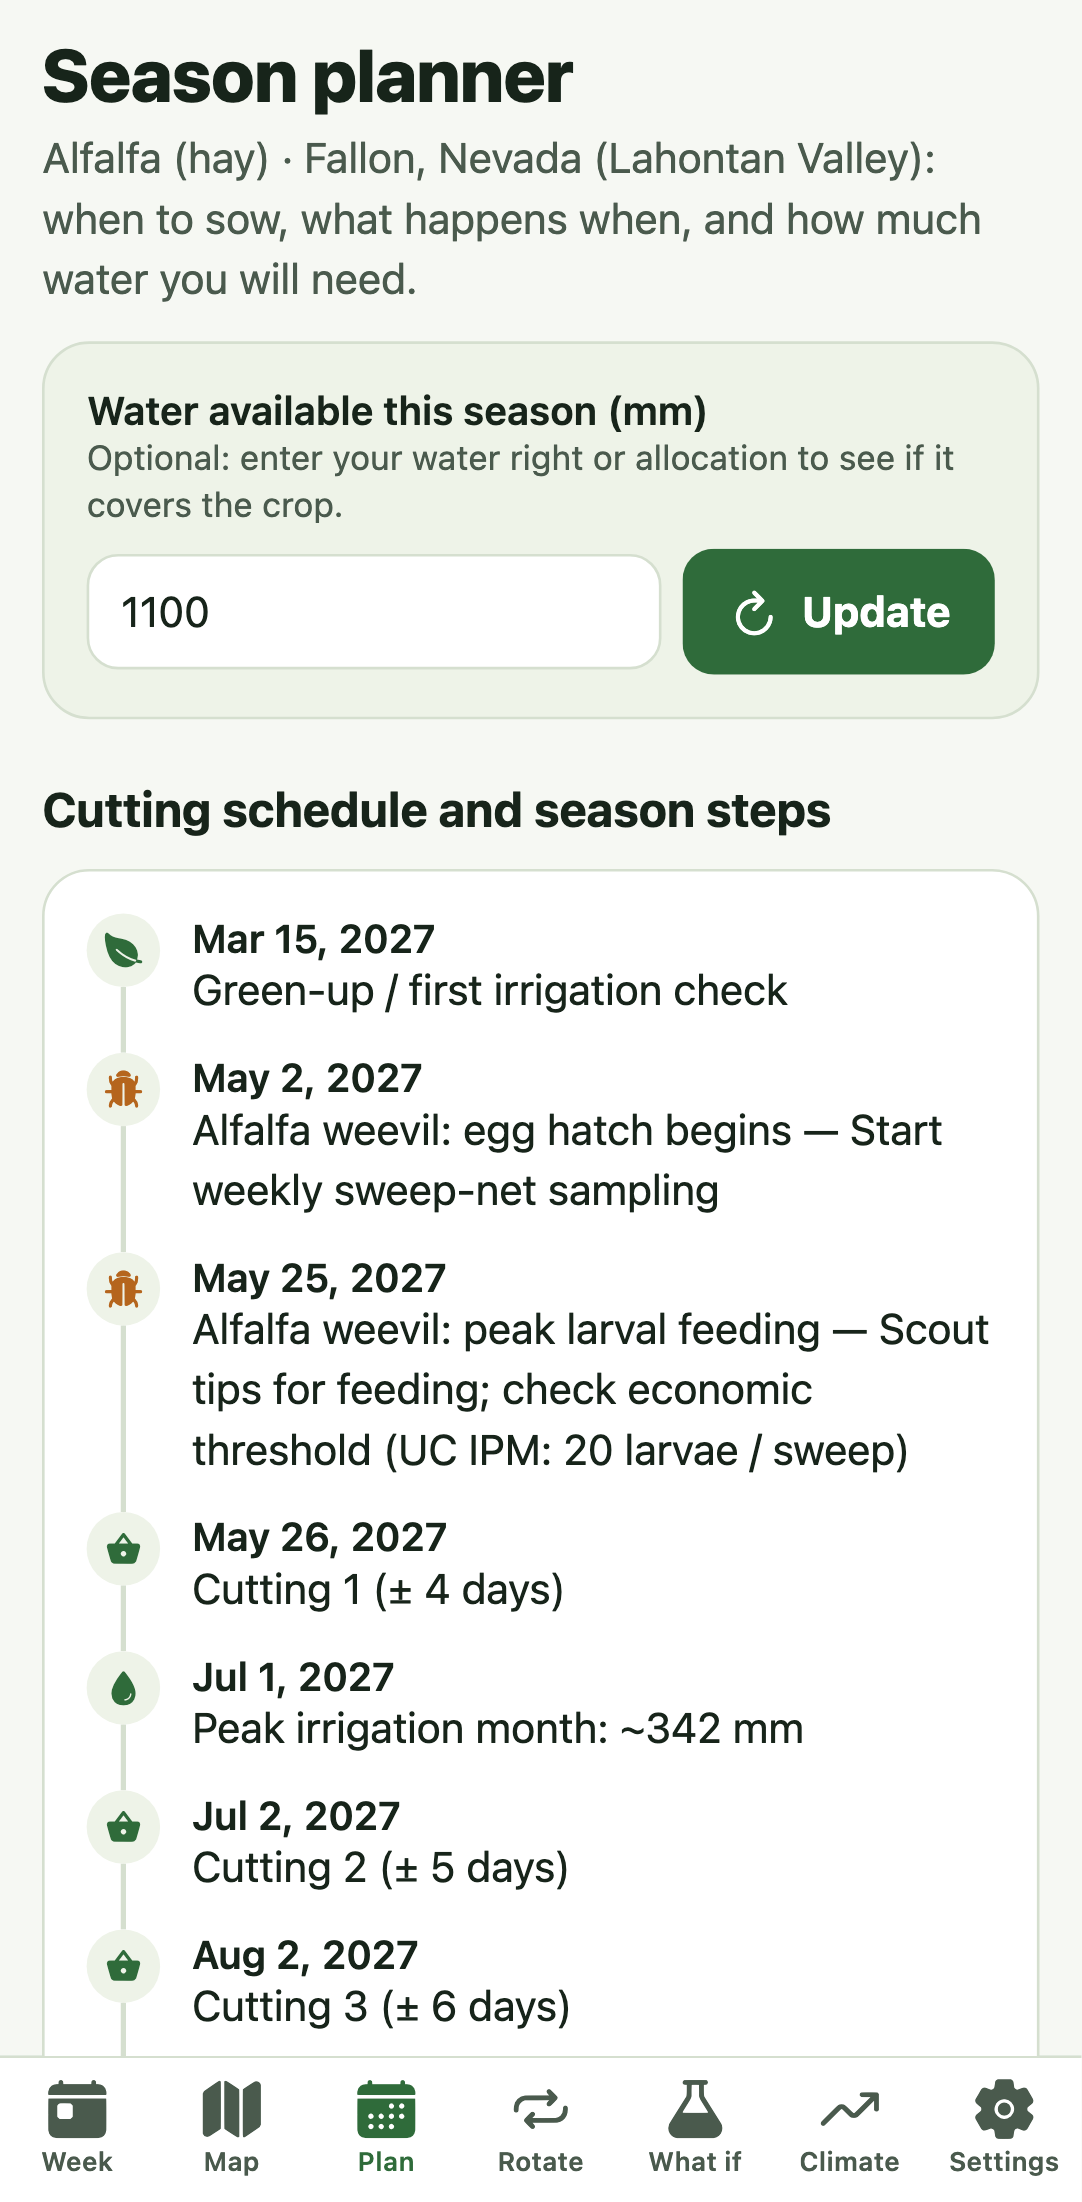 Season planner
Alfalfa (hay) · Fallon, Nevada (Lahontan Valley):
when to sow, what happens when, and how much
water you will need.
Water available this season (mm)
Optional: enter your water right or allocation to see if it
covers the crop.
1100
Update
Cutting schedule and season steps
Mar 15, 2027
Green-up / first irrigation check
May 2, 2027
Alfalfa weevil: egg hatch begins — Start
weekly sweep-net sampling
May 25, 2027
Alfalfa weevil: peak larval feeding — Scout
tips for feeding; check economic
threshold (UC IPM: 20 larvae / sweep)
May 26, 2027
Cutting 1 (± 4 days)
Jul 1, 2027
Peak irrigation month: ~342 mm
Jul 2, 2027
Cutting 2 (± 5 days)
Aug 2, 2027
Cutting 3 (± 6 days)
Week Map Plan Rotate What if Climate Settings